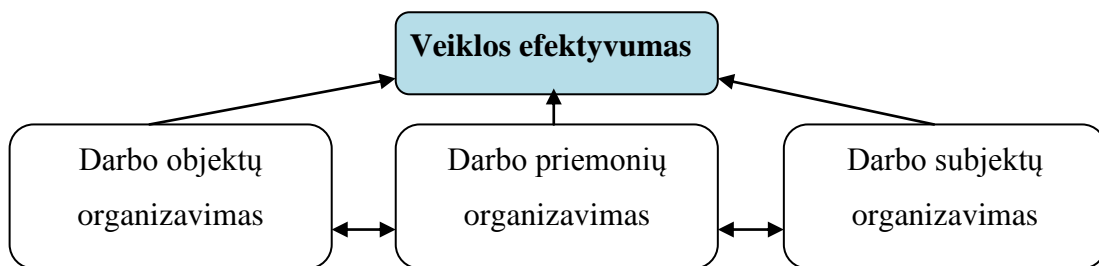 Veiklos efektyvumas
Darbo objektų
organizavimas
Darbo priemonių
organizavimas
Darbo subjektų
organizavimas